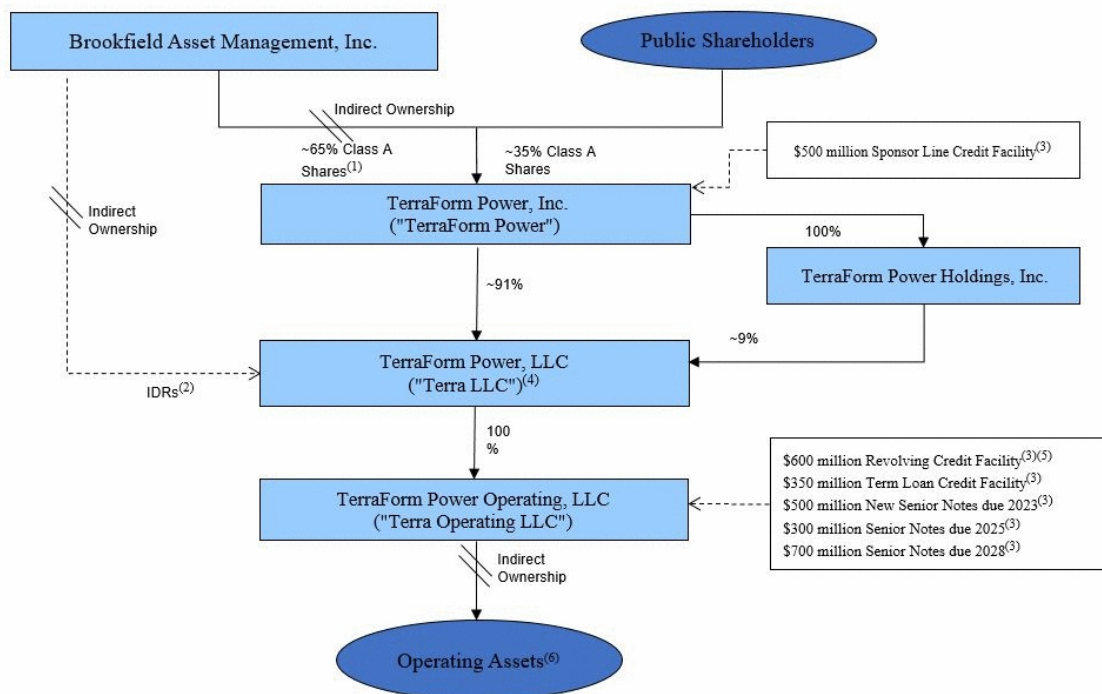 Brookfield Asset Management, Inc.
Public Shareholders
Indirect Ownership
~65% Class A
Shares(1)
~35% Class A
Shares
$500 million Sponsor Line Credit Facility(3)
Indirect
Ownership
TerraForm Power, Inc.
("TerraForm Power")
100%
TerraForm Power Holdings, Inc.
~91%
~9%
TerraForm Power, LLC
("Terra LLC")(4)
IDRs(2)
100
%
$600 million Revolving Credit Facility(3)(5)
$350 million Term Loan Credit Facility(3)
$500 million New Senior Notes due 2023(3)
$300 million Senior Notes due 2025(3)
$700 million Senior Notes due 2028(3)
TerraForm Power Operating, LLC
("Terra Operating LLC")
Indirect
Ownership
Operating Assets(6)